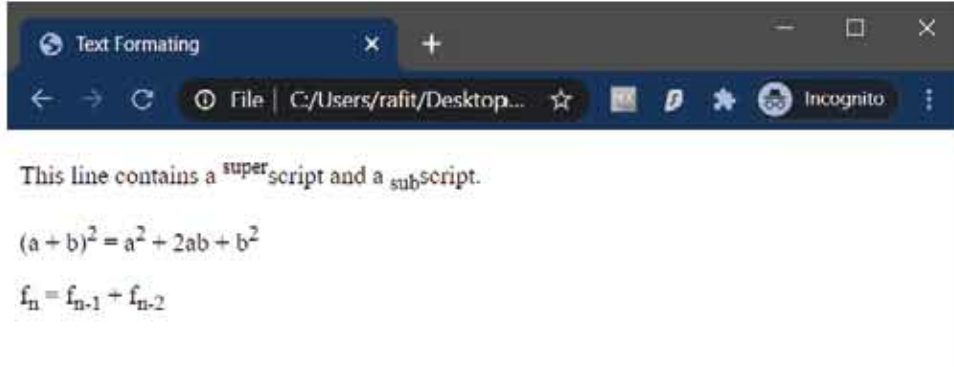 Text Formating
File | C:/Users/rafit/Desktop...
Incognito
This line contains a superscript and a subscript.
(a + b)² = a² + 2ab + b²
fₙ = fₙ₋₁ + fₙ₋₂